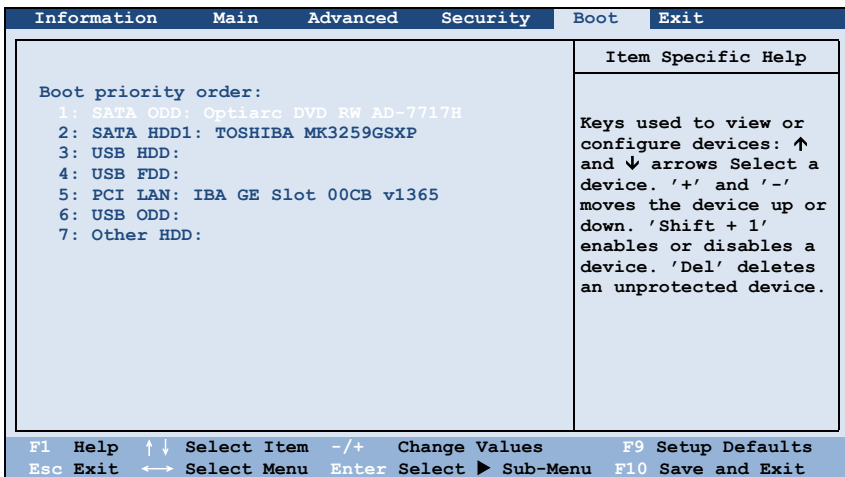 Information Main Advanced Security Boot Exit
Boot priority order:
1: SATA ODD: Optiarc DVD RW AD-7717H
2: SATA HDD1: TOSHIBA MK3259GSXP
3: USB HDD:
4: USB FDD:
5: PCI LAN: IBA GE Slot 00CB v1365
6: USB ODD:
7: Other HDD:
Item Specific Help
Keys used to view or
configure devices: ↑
and ↓ arrows Select a
device. '+' and '-'
moves the device up or
down. 'Shift + 1'
enables or disables a
device. 'Del' deletes
an unprotected device.
F1 Help ↑↓ Select Item -/+ Change Values F9 Setup Defaults
Esc Exit ←→ Select Menu Enter Select ▶ Sub-Menu F10 Save and Exit